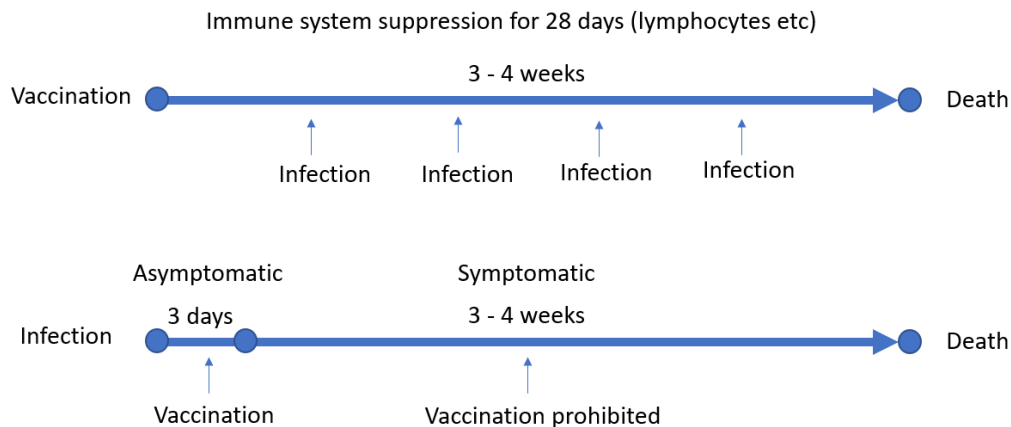 Immune system suppression for 28 days (lymphocytes etc)
3 - 4 weeks
Vaccination
Death
Infection
Infection
Infection
Infection
Asymptomatic
Symptomatic
3 days
3 - 4 weeks
Infection
Death
Vaccination
Vaccination prohibited